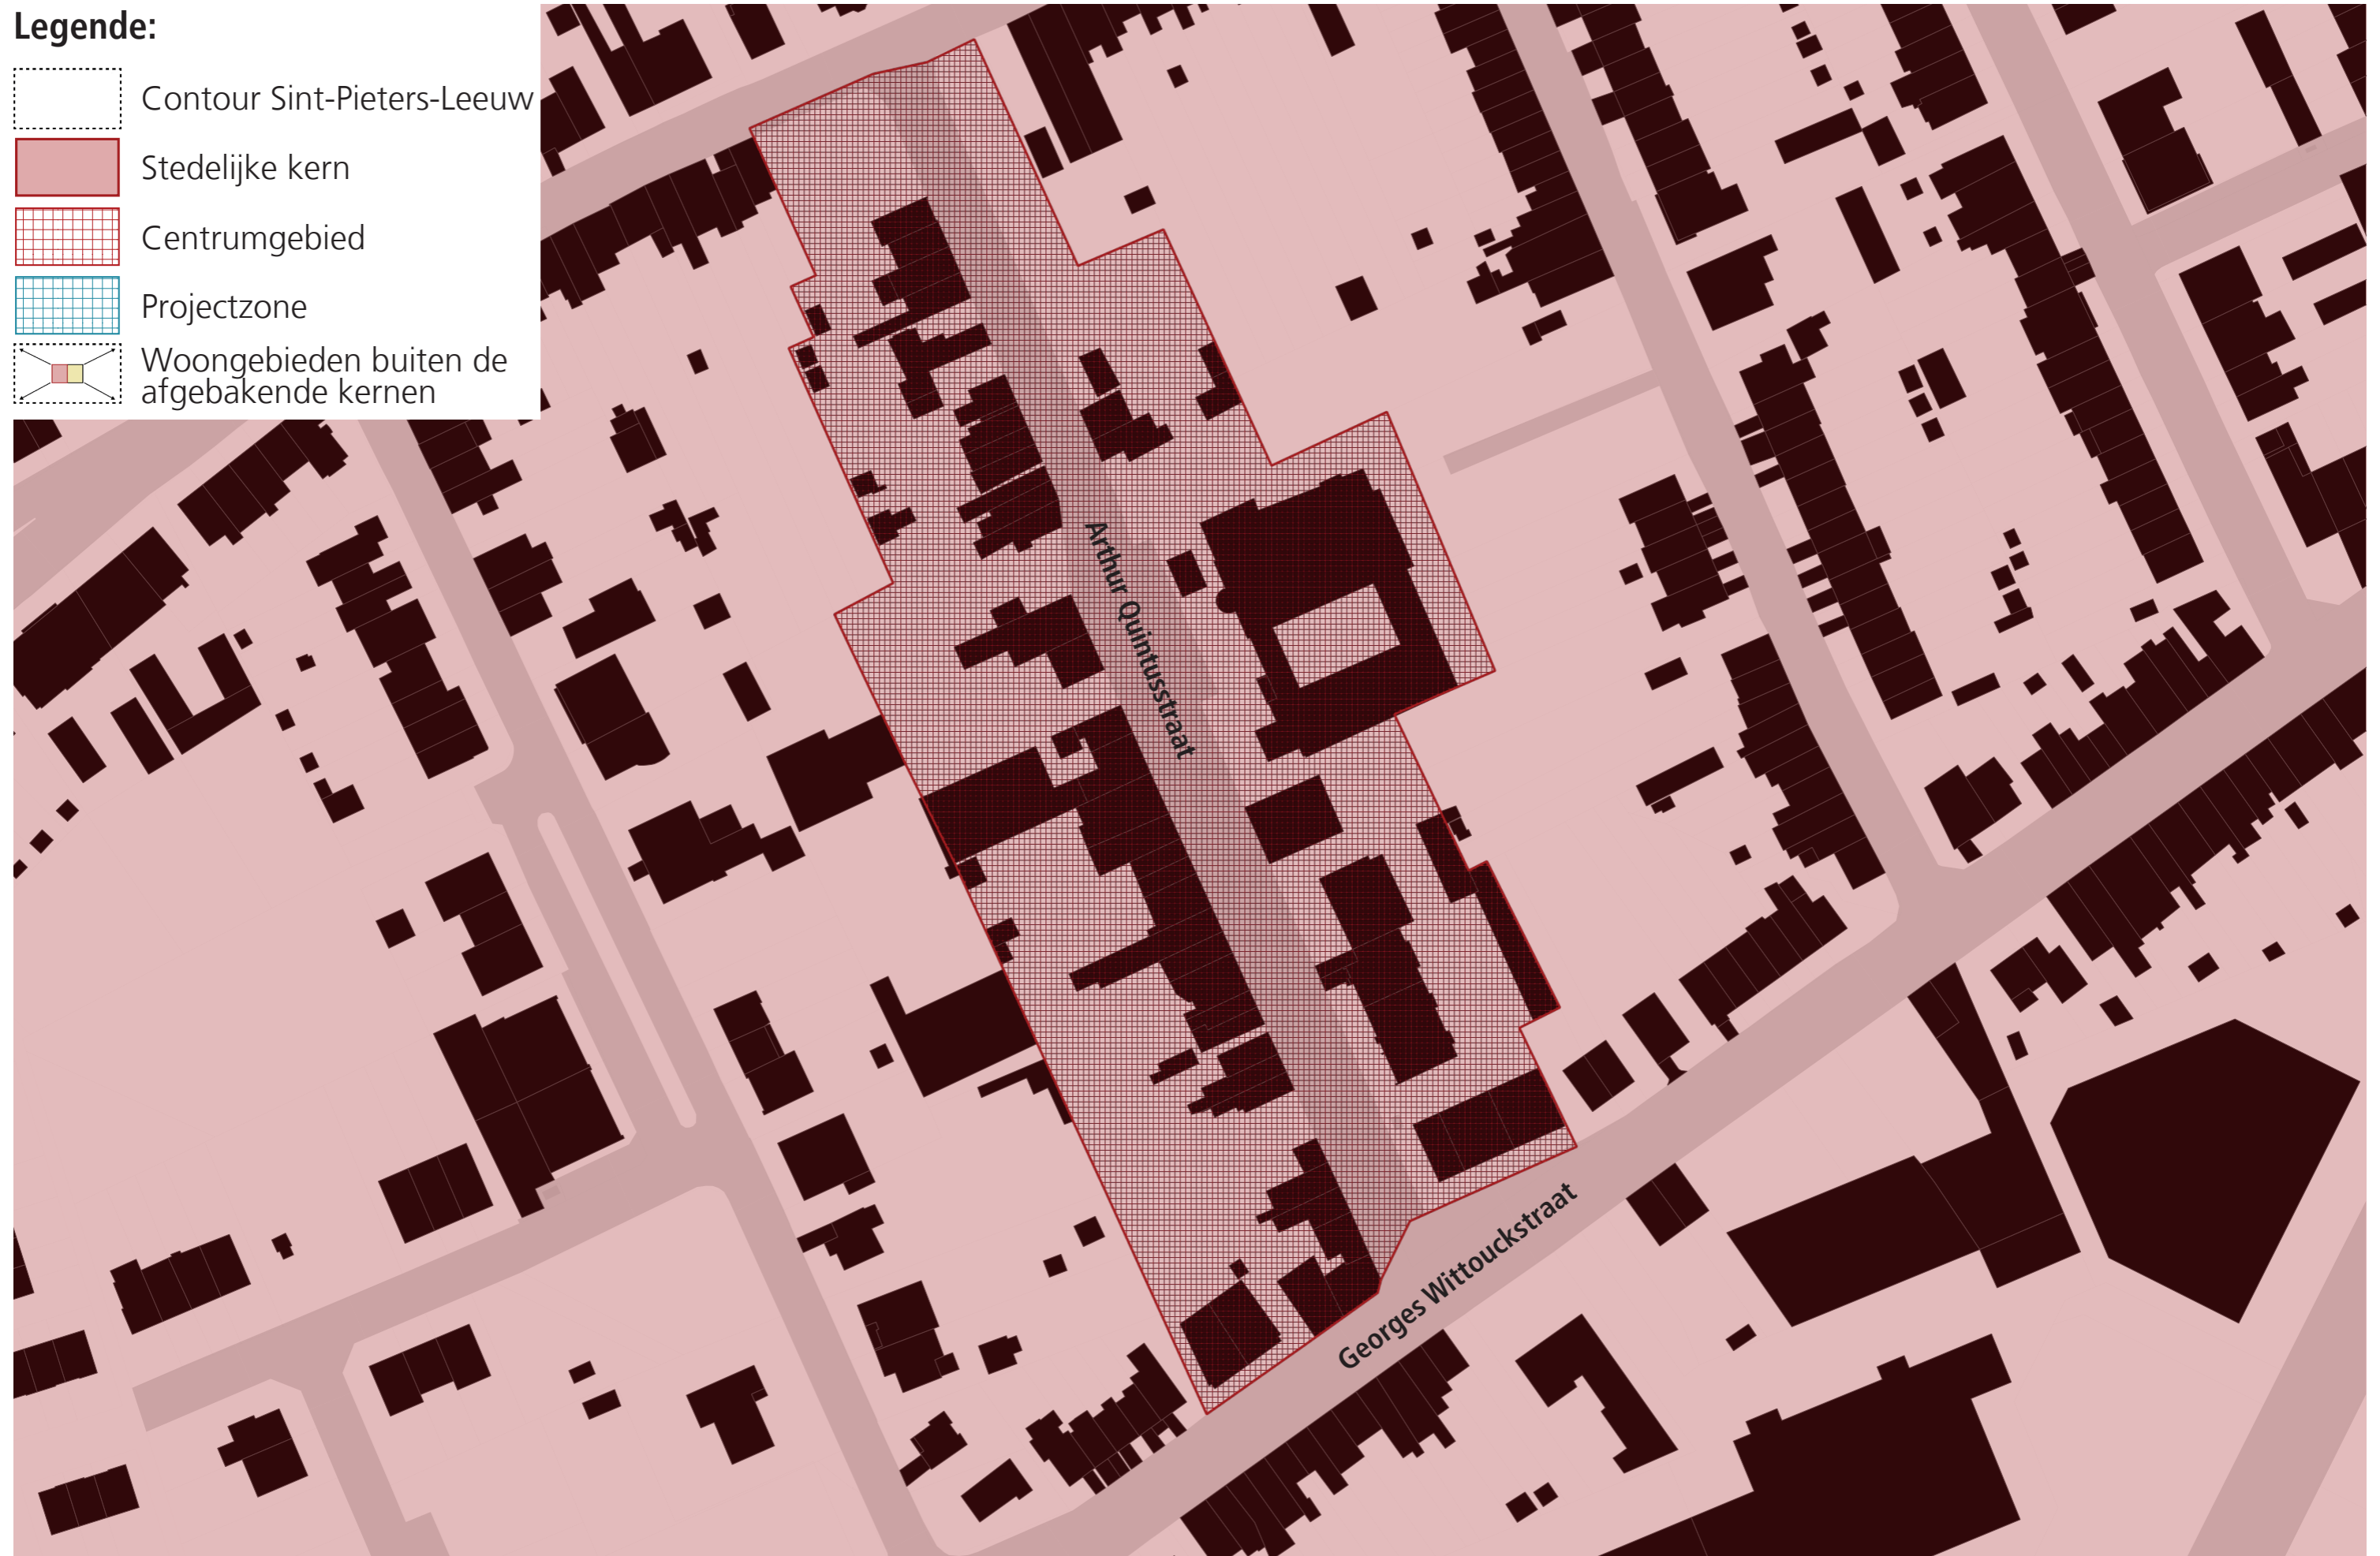 Legende:
Contour Sint-Pieters-Leeuw
Stedelijke kern
Centrumgebied
Projectzone
Woongebieden buiten de
afgebakende kernen
Arthur Quintusstraat
Georges Wittouckstraat